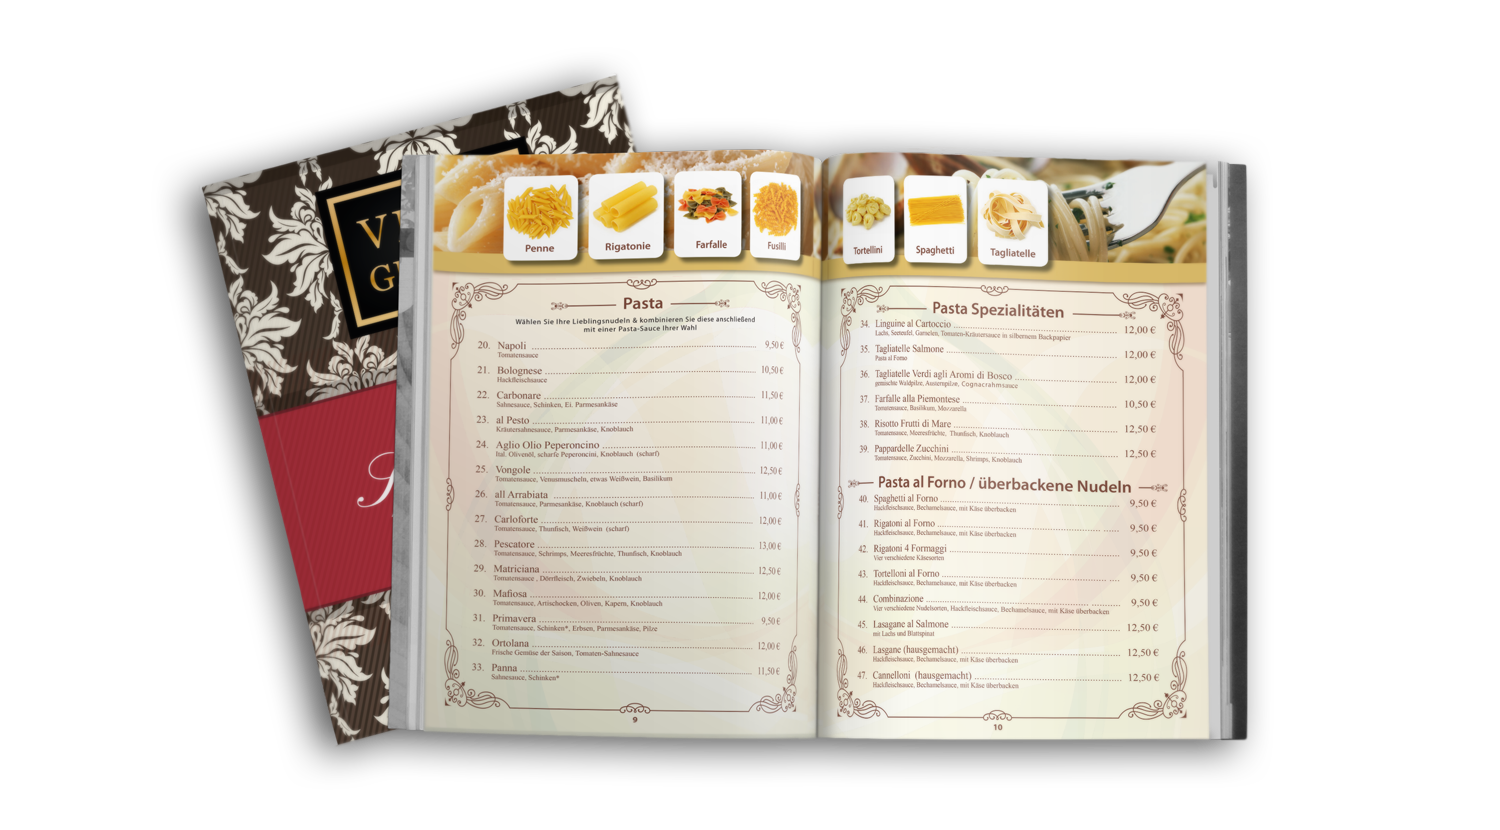 Penne
Rigatonie
Farfalle
Fusilli
Pasta
Wählen Sie Ihre Lieblingsnudeln & kombinieren Sie diese anschließend
mit einer Pasta-Sauce Ihrer Wahl
20. Napoli 9,50 €
Tomatensauce
21. Bolognese 10,50 €
Hackfleischsauce
22. Carbonare 11,50 €
Sahnesauce, Schinken, Ei. Parmesankäse
23. al Pesto 11,00 €
Kräutersahnesauce, Parmesankäse, Knoblauch
24. Aglio Olio Peperoncino 11,00 €
Ital. Olivenöl, scharfe Peperoncini, Knoblauch (scharf)
25. Vongole 12,50 €
Tomatensauce, Venusmuscheln, etwas Weißwein, Basilikum
26. all Arrabiata 11,00 €
Tomatensauce, Parmesankäse, Knoblauch (scharf)
27. Carloforte 12,00 €
Tomatensauce, Thunfisch, Weißwein (scharf)
28. Pescatore 13,00 €
Tomatensauce, Schrimps, Meeresfrüchte, Thunfisch, Knoblauch
29. Matriciana 12,50 €
Tomatensauce , Dörrfleisch, Zwiebeln, Knoblauch
30. Mafiosa 12,00 €
Tomatensauce, Artischocken, Oliven, Kapern, Knoblauch
31. Primavera 9,50 €
Tomatensauce, Schinken*, Erbsen, Parmesankäse, Pilze
32. Ortolana 12,00 €
Frische Gemüse der Saison, Tomaten-Sahnesauce
33. Panna 11,50 €
Sahnesauce, Schinken*
9
Tortellini
Spaghetti
Tagliatelle
Pasta Spezialitäten
34. Linguine al Cartoccio 12,00 €
Lachs, Seeteufel, Garnelen, Tomaten-Kräutersauce in silbernem Backpapier
35. Tagliatelle Salmone 12,00 €
Pasta al Forno
36. Tagliatelle Verdi agli Aromi di Bosco 12,00 €
gemischte Waldpilze, Austernpilze, Cognacrahmsauce
37. Farfalle alla Piemontese 10,50 €
Tomatensauce, Basilikum, Mozzarella
38. Risotto Frutti di Mare 12,50 €
Tomatensauce, Meeresfrüchte, Thunfisch, Knoblauch
39. Pappardelle Zucchini 12,50 €
Tomatensauce, Zucchini, Mozzarella, Shrimps, Knoblauch
Pasta al Forno / überbackene Nudeln
40. Spaghetti al Forno 9,50 €
Hackfleischsauce, Bechamelsauce, mit Käse überbacken
41. Rigatoni al Forno 9,50 €
Hackfleischsauce, Bechamelsauce, mit Käse überbacken
42. Rigatoni 4 Formaggi 9,50 €
Vier verschiedene Käsesorten
43. Tortelloni al Forno 9,50 €
Hackfleischsauce, Bechamelsauce, mit Käse überbacken
44. Combinazione 9,50 €
Vier verschiedene Nudelsorten, Hackfleischsauce, Bechamelsauce, mit Käse überbacken
45. Lasagane al Salmone 12,50 €
mit Lachs und Blattspinat
46. Lasgane (hausgemacht) 12,50 €
Hackfleischsauce, Bechamelsauce, mit Käse überbacken
47. Cannelloni (hausgemacht) 12,50 €
Hackfleischsauce, Bechamelsauce, mit Käse überbacken
10